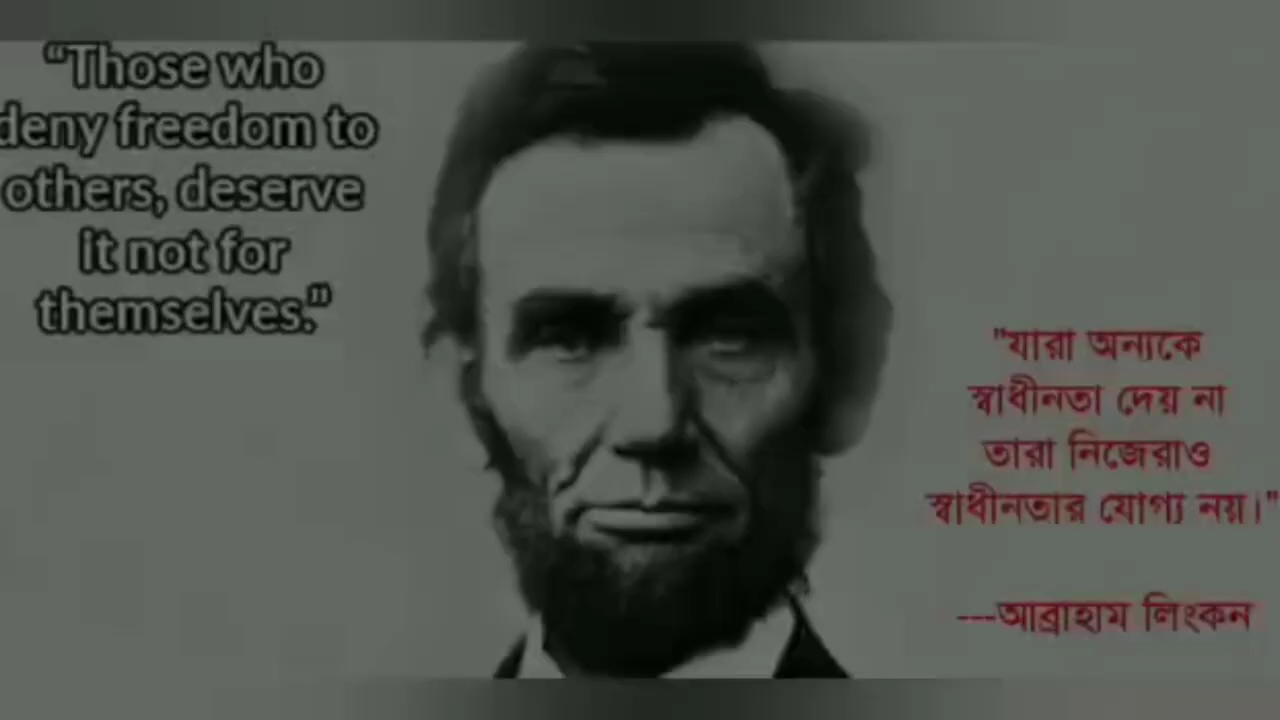 “Those who
deny freedom to
others, deserve
it not for
themselves.”
"যারা অন্যকে
স্বাধীনতা দেয় না
তারা নিজেরাও
স্বাধীনতার যোগ্য নয়।"
---আব্রাহাম লিংকন